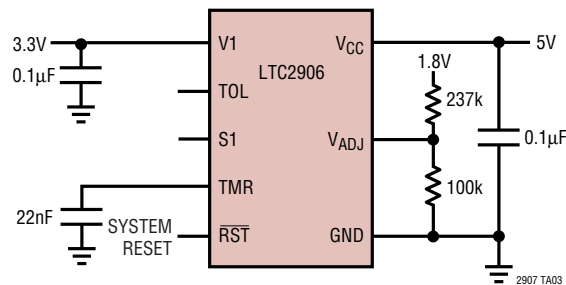 3.3V
V1
VCC
5V
LTC2906
1.8V
0.1μF
TOL
237k
S1
VADJ
0.1μF
TMR
100k
22nF
SYSTEM
RESET
RST
GND
2907 TA03